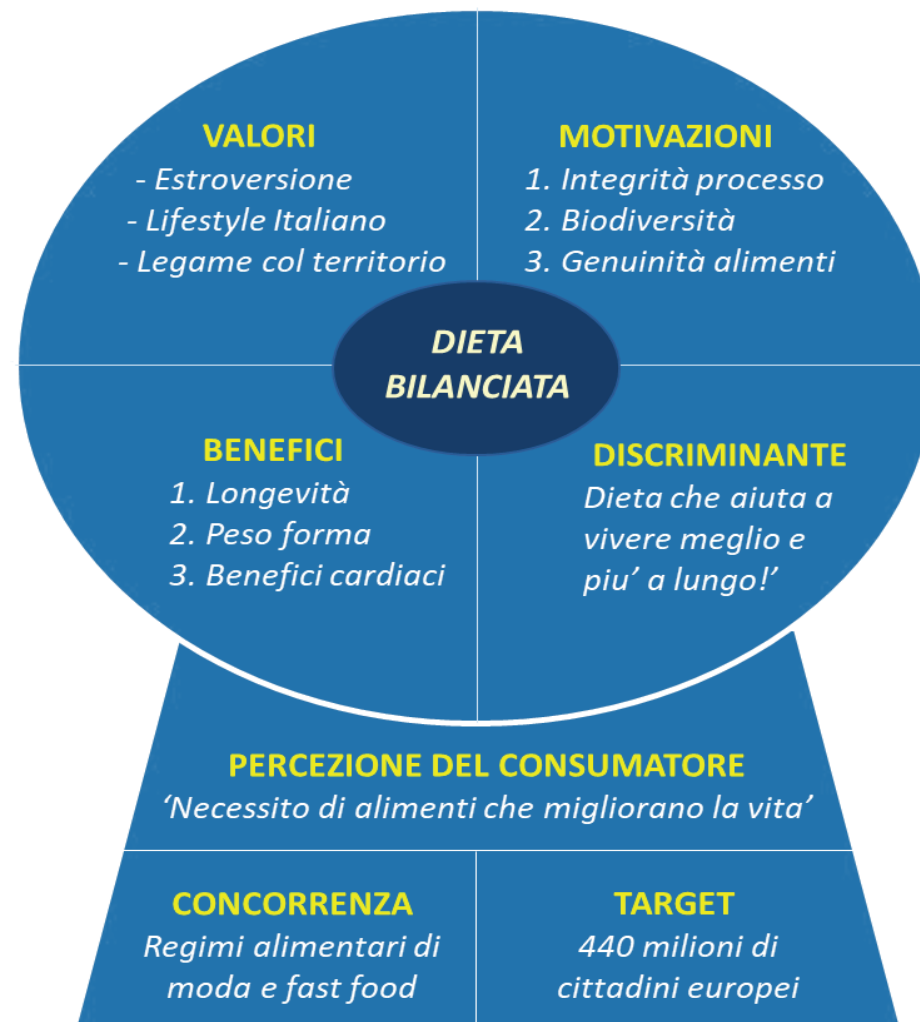 VALORI
- Estroversione
- Lifestyle Italiano
- Legame col territorio
MOTIVAZIONI
1. Integrità processo
2. Biodiversità
3. Genuinità alimenti
DIETA
BILANCIATA
BENEFICI
1. Longevità
2. Peso forma
3. Benefici cardiaci
DISCRIMINANTE
Dieta che aiuta a
vivere meglio e
piu’ a lungo!’
PERCEZIONE DEL CONSUMATORE
‘Necessito di alimenti che migliorano la vita’
CONCORRENZA
Regimi alimentari di
moda e fast food
TARGET
440 milioni di
cittadini europei